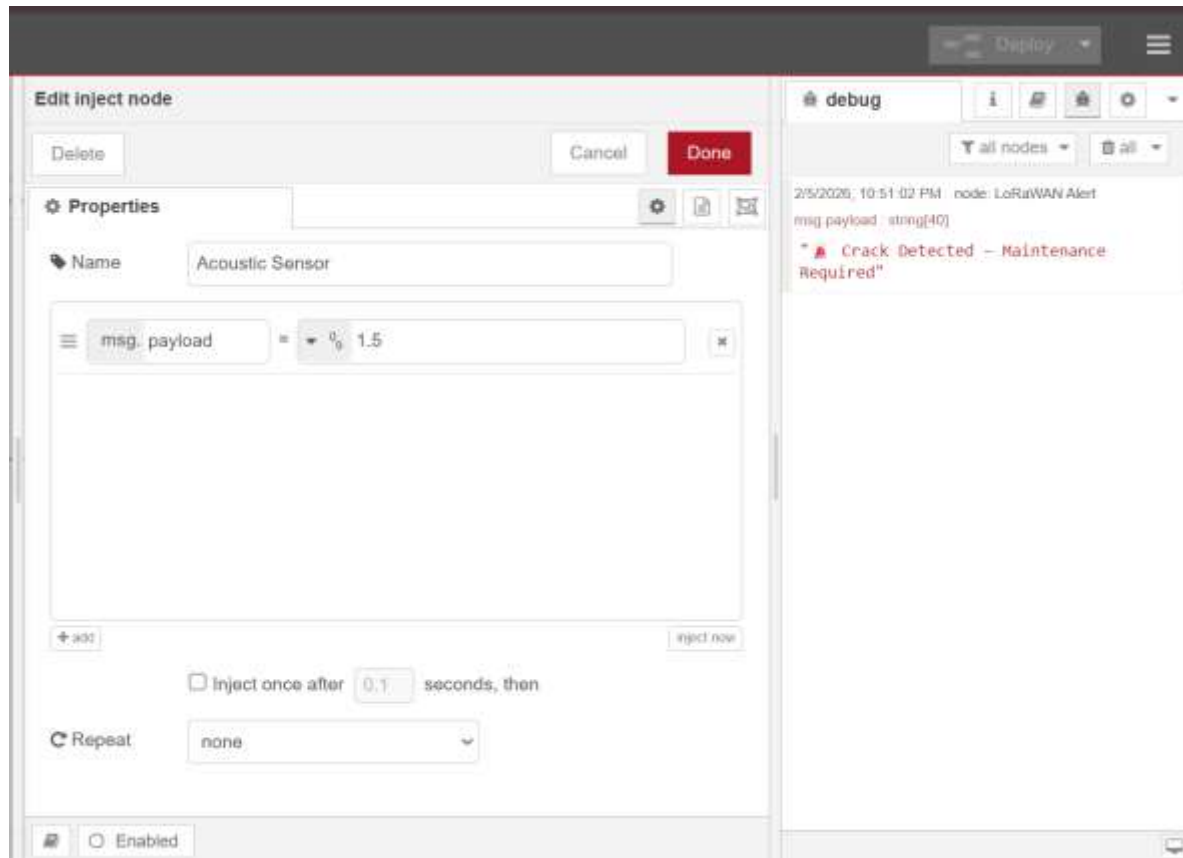 Deploy
Edit inject node
Delete
Cancel
Done
Properties
Name
Acoustic Sensor
msg. payload = 1.5
add
inject now
Inject once after 0.1 seconds, then
Repeat
none
Enabled
debug
all nodes
all
2/5/2026, 10:51:02 PM node: LoRaWAN Alert
msg.payload : string[40]
" Crack Detected – Maintenance
Required"